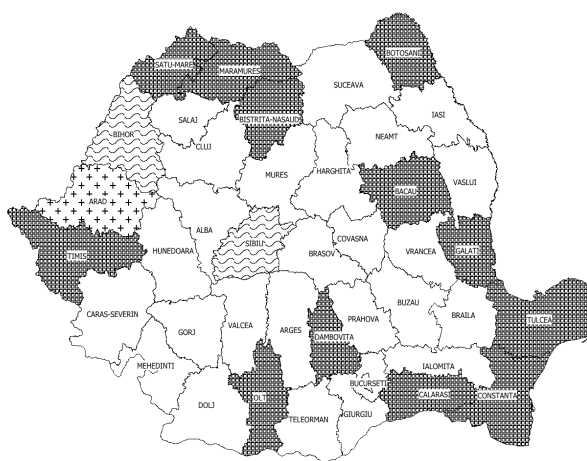 BOTOSANI
SATU-MARE
MARAMURES
SUCEAVA
SALAJ
BISTRITA-NASAUD
IASI
BIHOR
NEAMT
CLUJ
MURES
HARGHITA
VASLUI
BACAU
ARAD
ALBA
SIBIU
COVASNA
HUNEDOARA
BRASOV
VRANCEA
GALATI
TIMIS
BUZAU
CARAS-SEVERIN
BRAILA
PRAHOVA
TULCEA
VALCEA
ARGES
GORJ
DAMBOVITA
MEHEDINTI
IALOMITA
BUCURSETI
OLT
CALARASI
CONSTANTA
DOLJ
GIURGIU
TELEORMAN